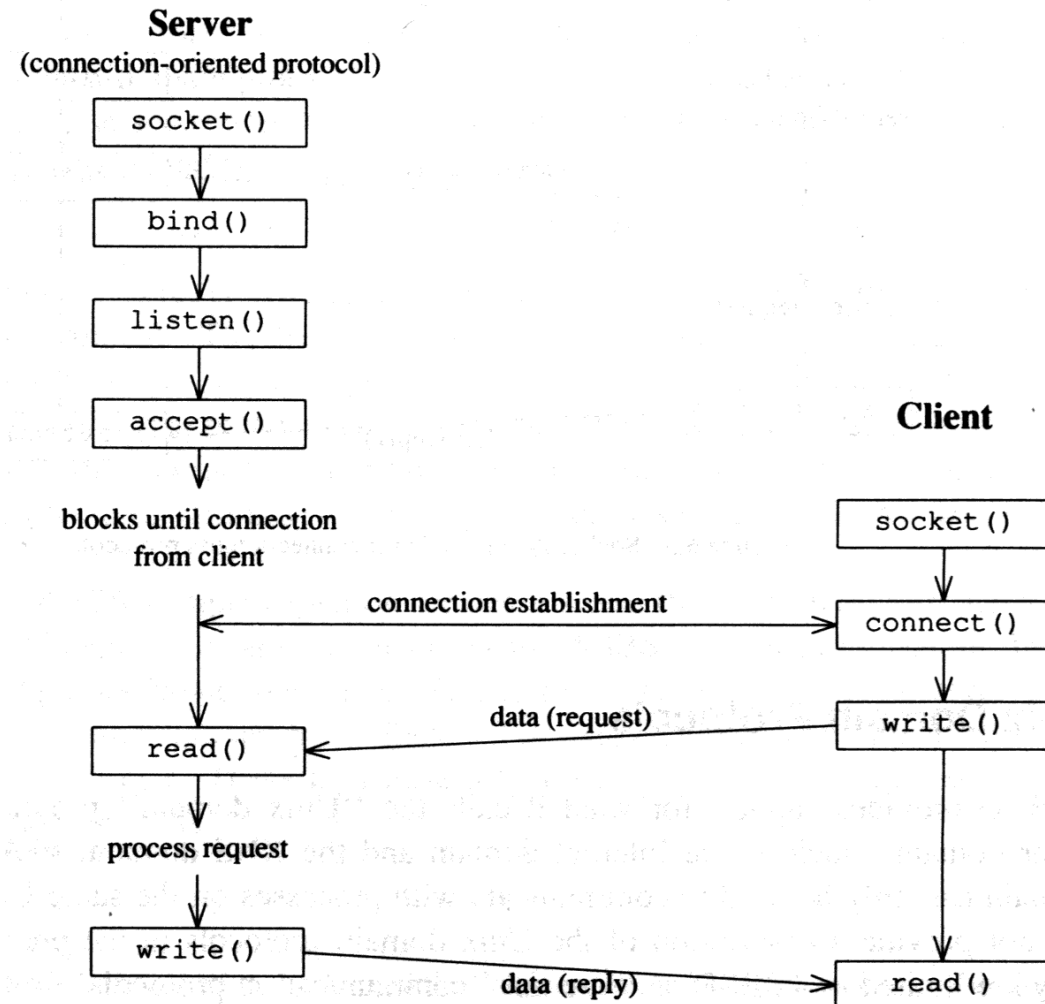 Server
(connection-oriented protocol)
socket()
bind()
listen()
accept()
blocks until connection
from client
Client
socket()
connection establishment
connect()
data (request)
write()
read()
process request
write()
data (reply)
read()